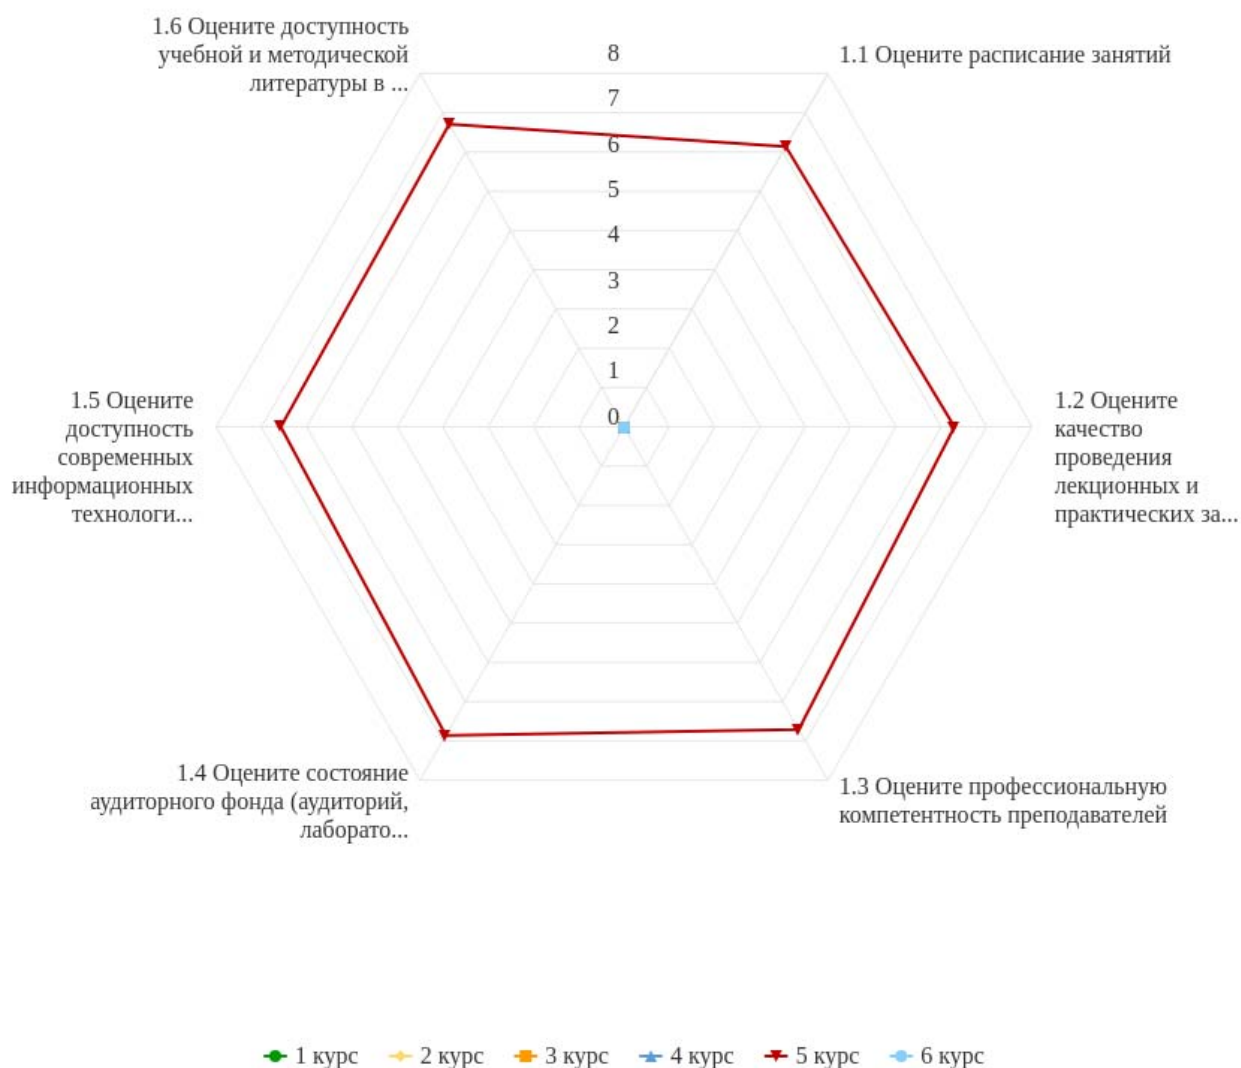 1.6 Оцените доступность
учебной и методической
литературы в ...
8
1.1 Оцените расписание занятий
7
6
5
4
3
2
1
0
1.5 Оцените
доступность
современных
информационных
технологи...
1.2 Оцените
качество
проведения
лекционных и
практических за...
1.4 Оцените состояние
аудиторного фонда (аудиторий,
лаборато...
1.3 Оцените профессиональную
компетентность преподавателей
1 курс 2 курс 3 курс 4 курс 5 курс 6 курс